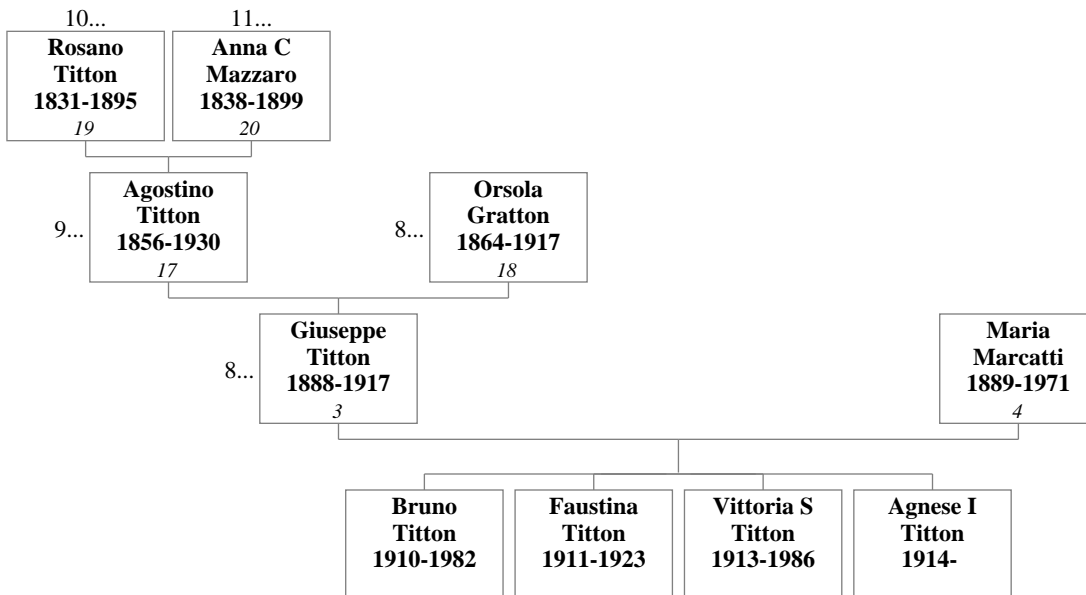 10...
11...
Rosano
Titton
1831-1895
19
Anna C
Mazzaro
1838-1899
20
9...
Agostino
Titton
1856-1930
17
8...
Orsola
Gratton
1864-1917
18
8...
Giuseppe
Titton
1888-1917
3
Maria
Marcatti
1889-1971
4
Bruno
Titton
1910-1982
Faustina
Titton
1911-1923
Vittoria S
Titton
1913-1986
Agnese I
Titton
1914-